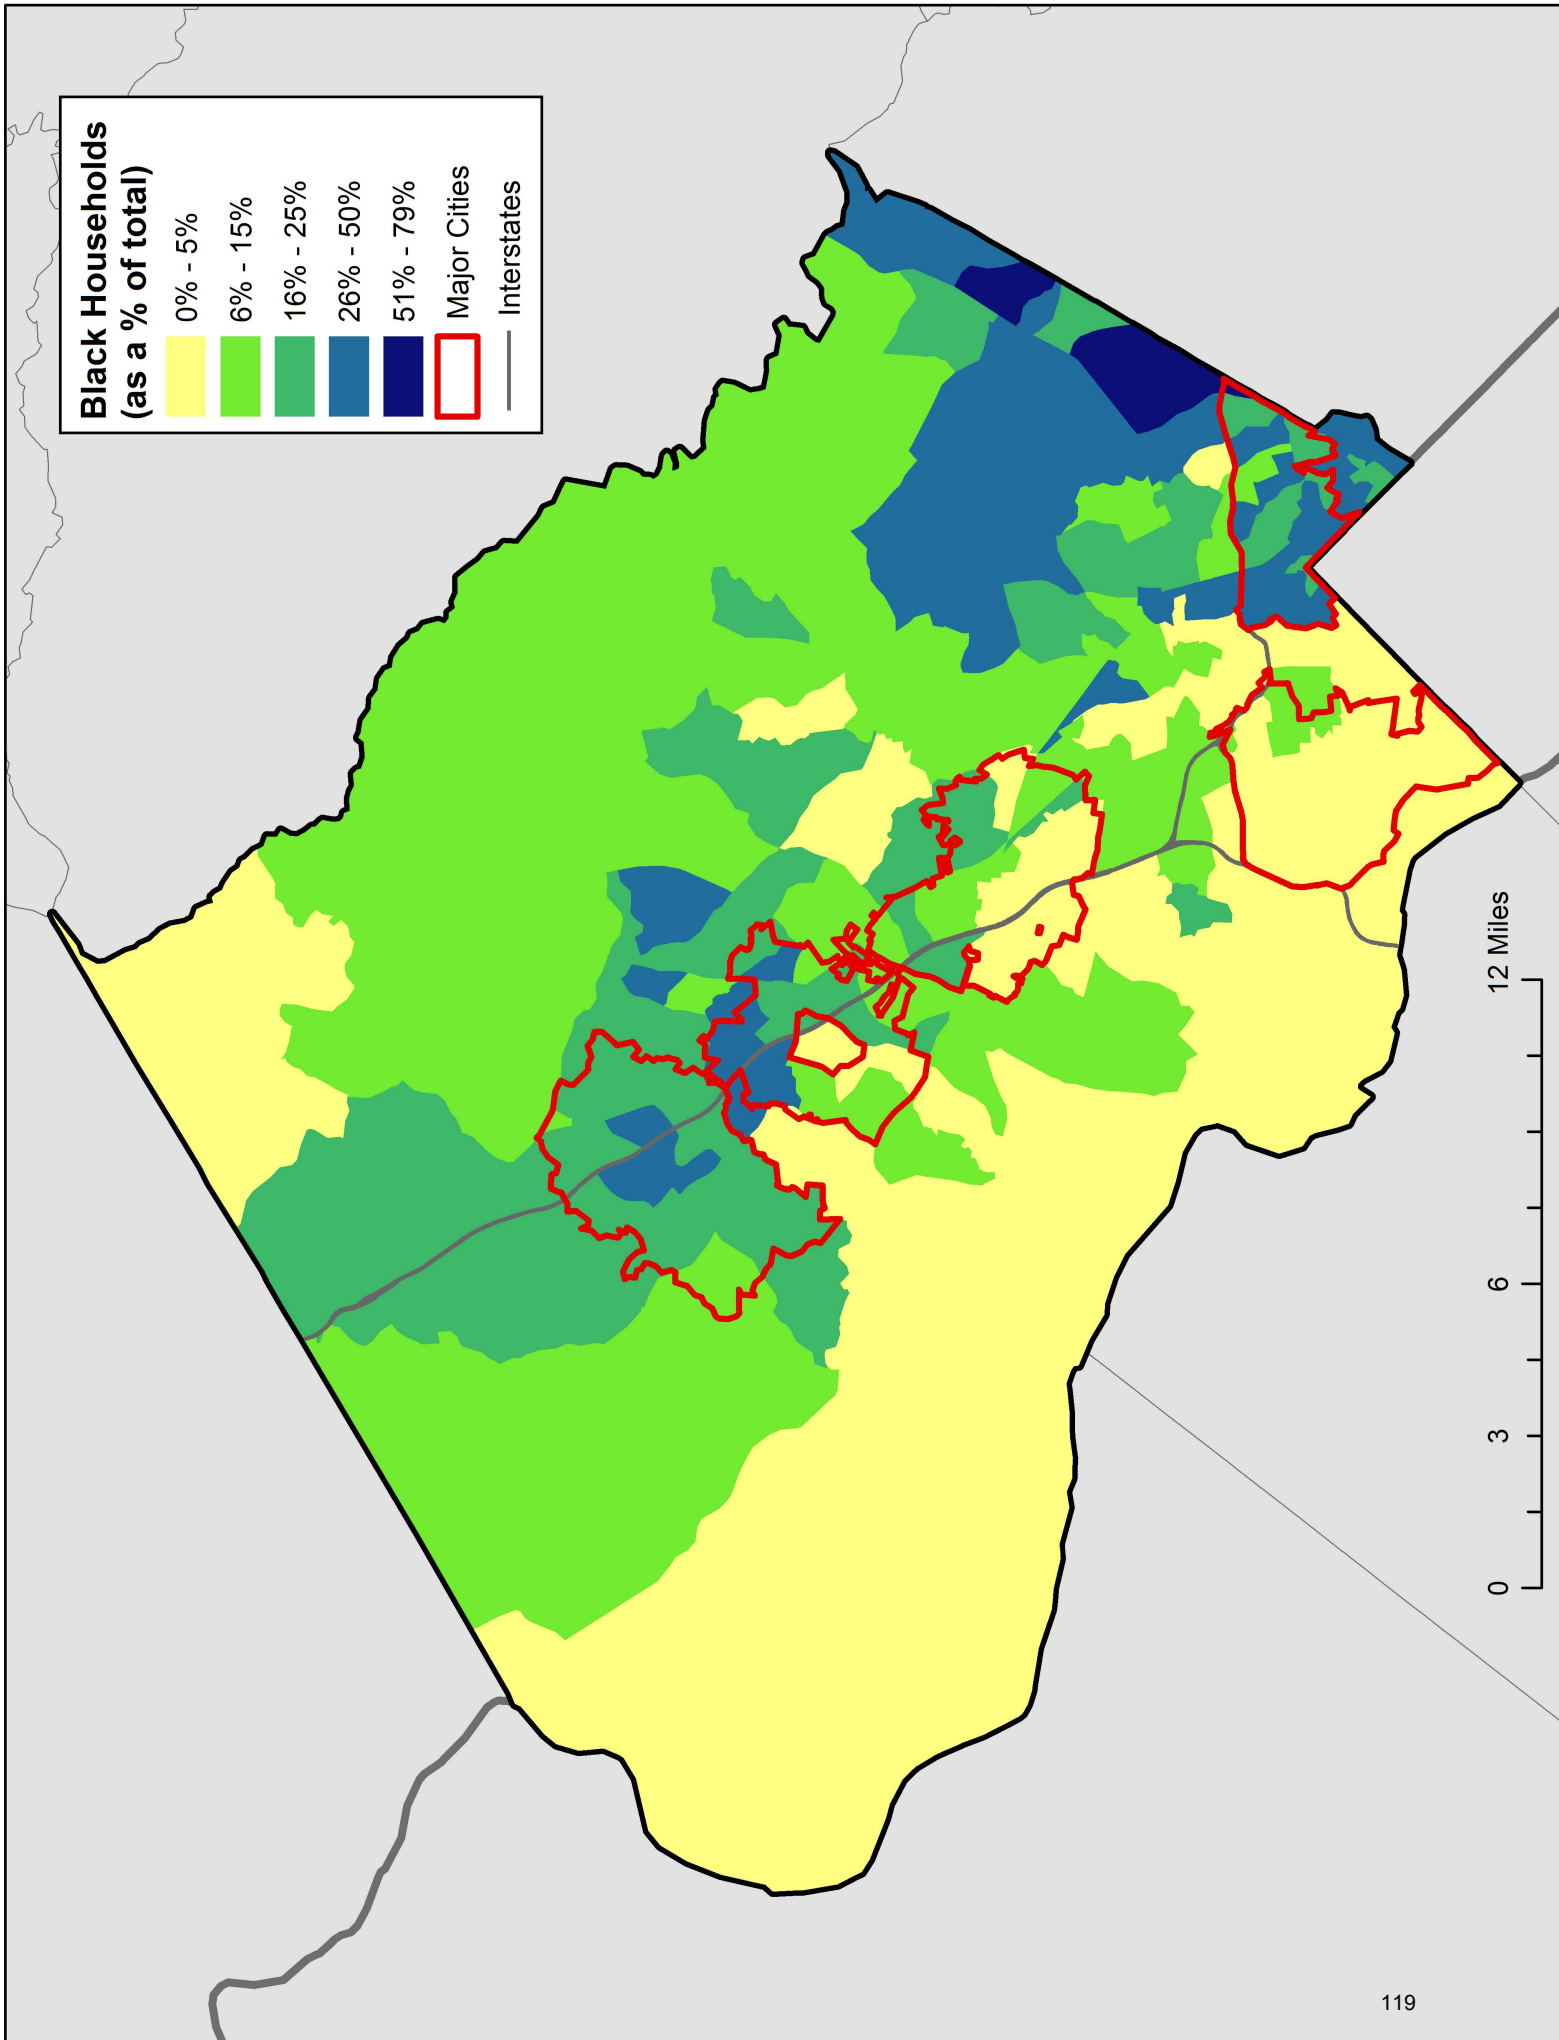 Black Households
(as a % of total)
0% - 5%
6% - 15%
16% - 25%
26% - 50%
51% - 79%
Major Cities
Interstates
0 3 6 12 Miles
119